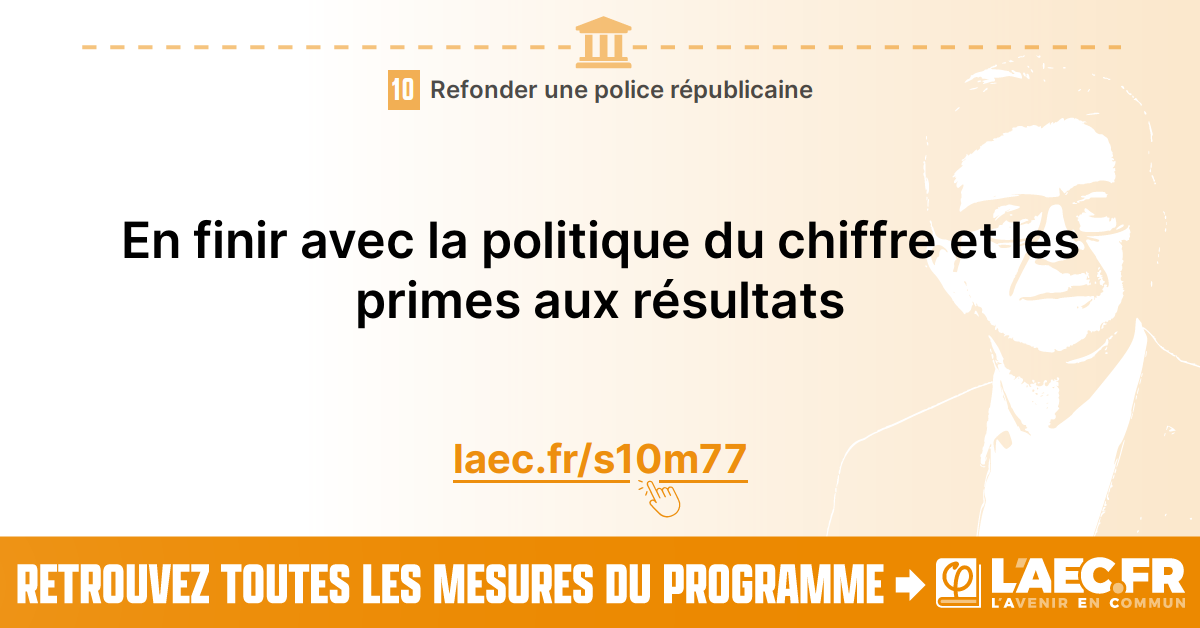 10 Refonder une police républicaine
En finir avec la politique du chiffre et les
primes aux résultats
laec.fr/s10m77
RETROUVEZ TOUTES LES MESURES DU PROGRAMME
φ L'AEC.FR
L'AVENIR EN COMMUN